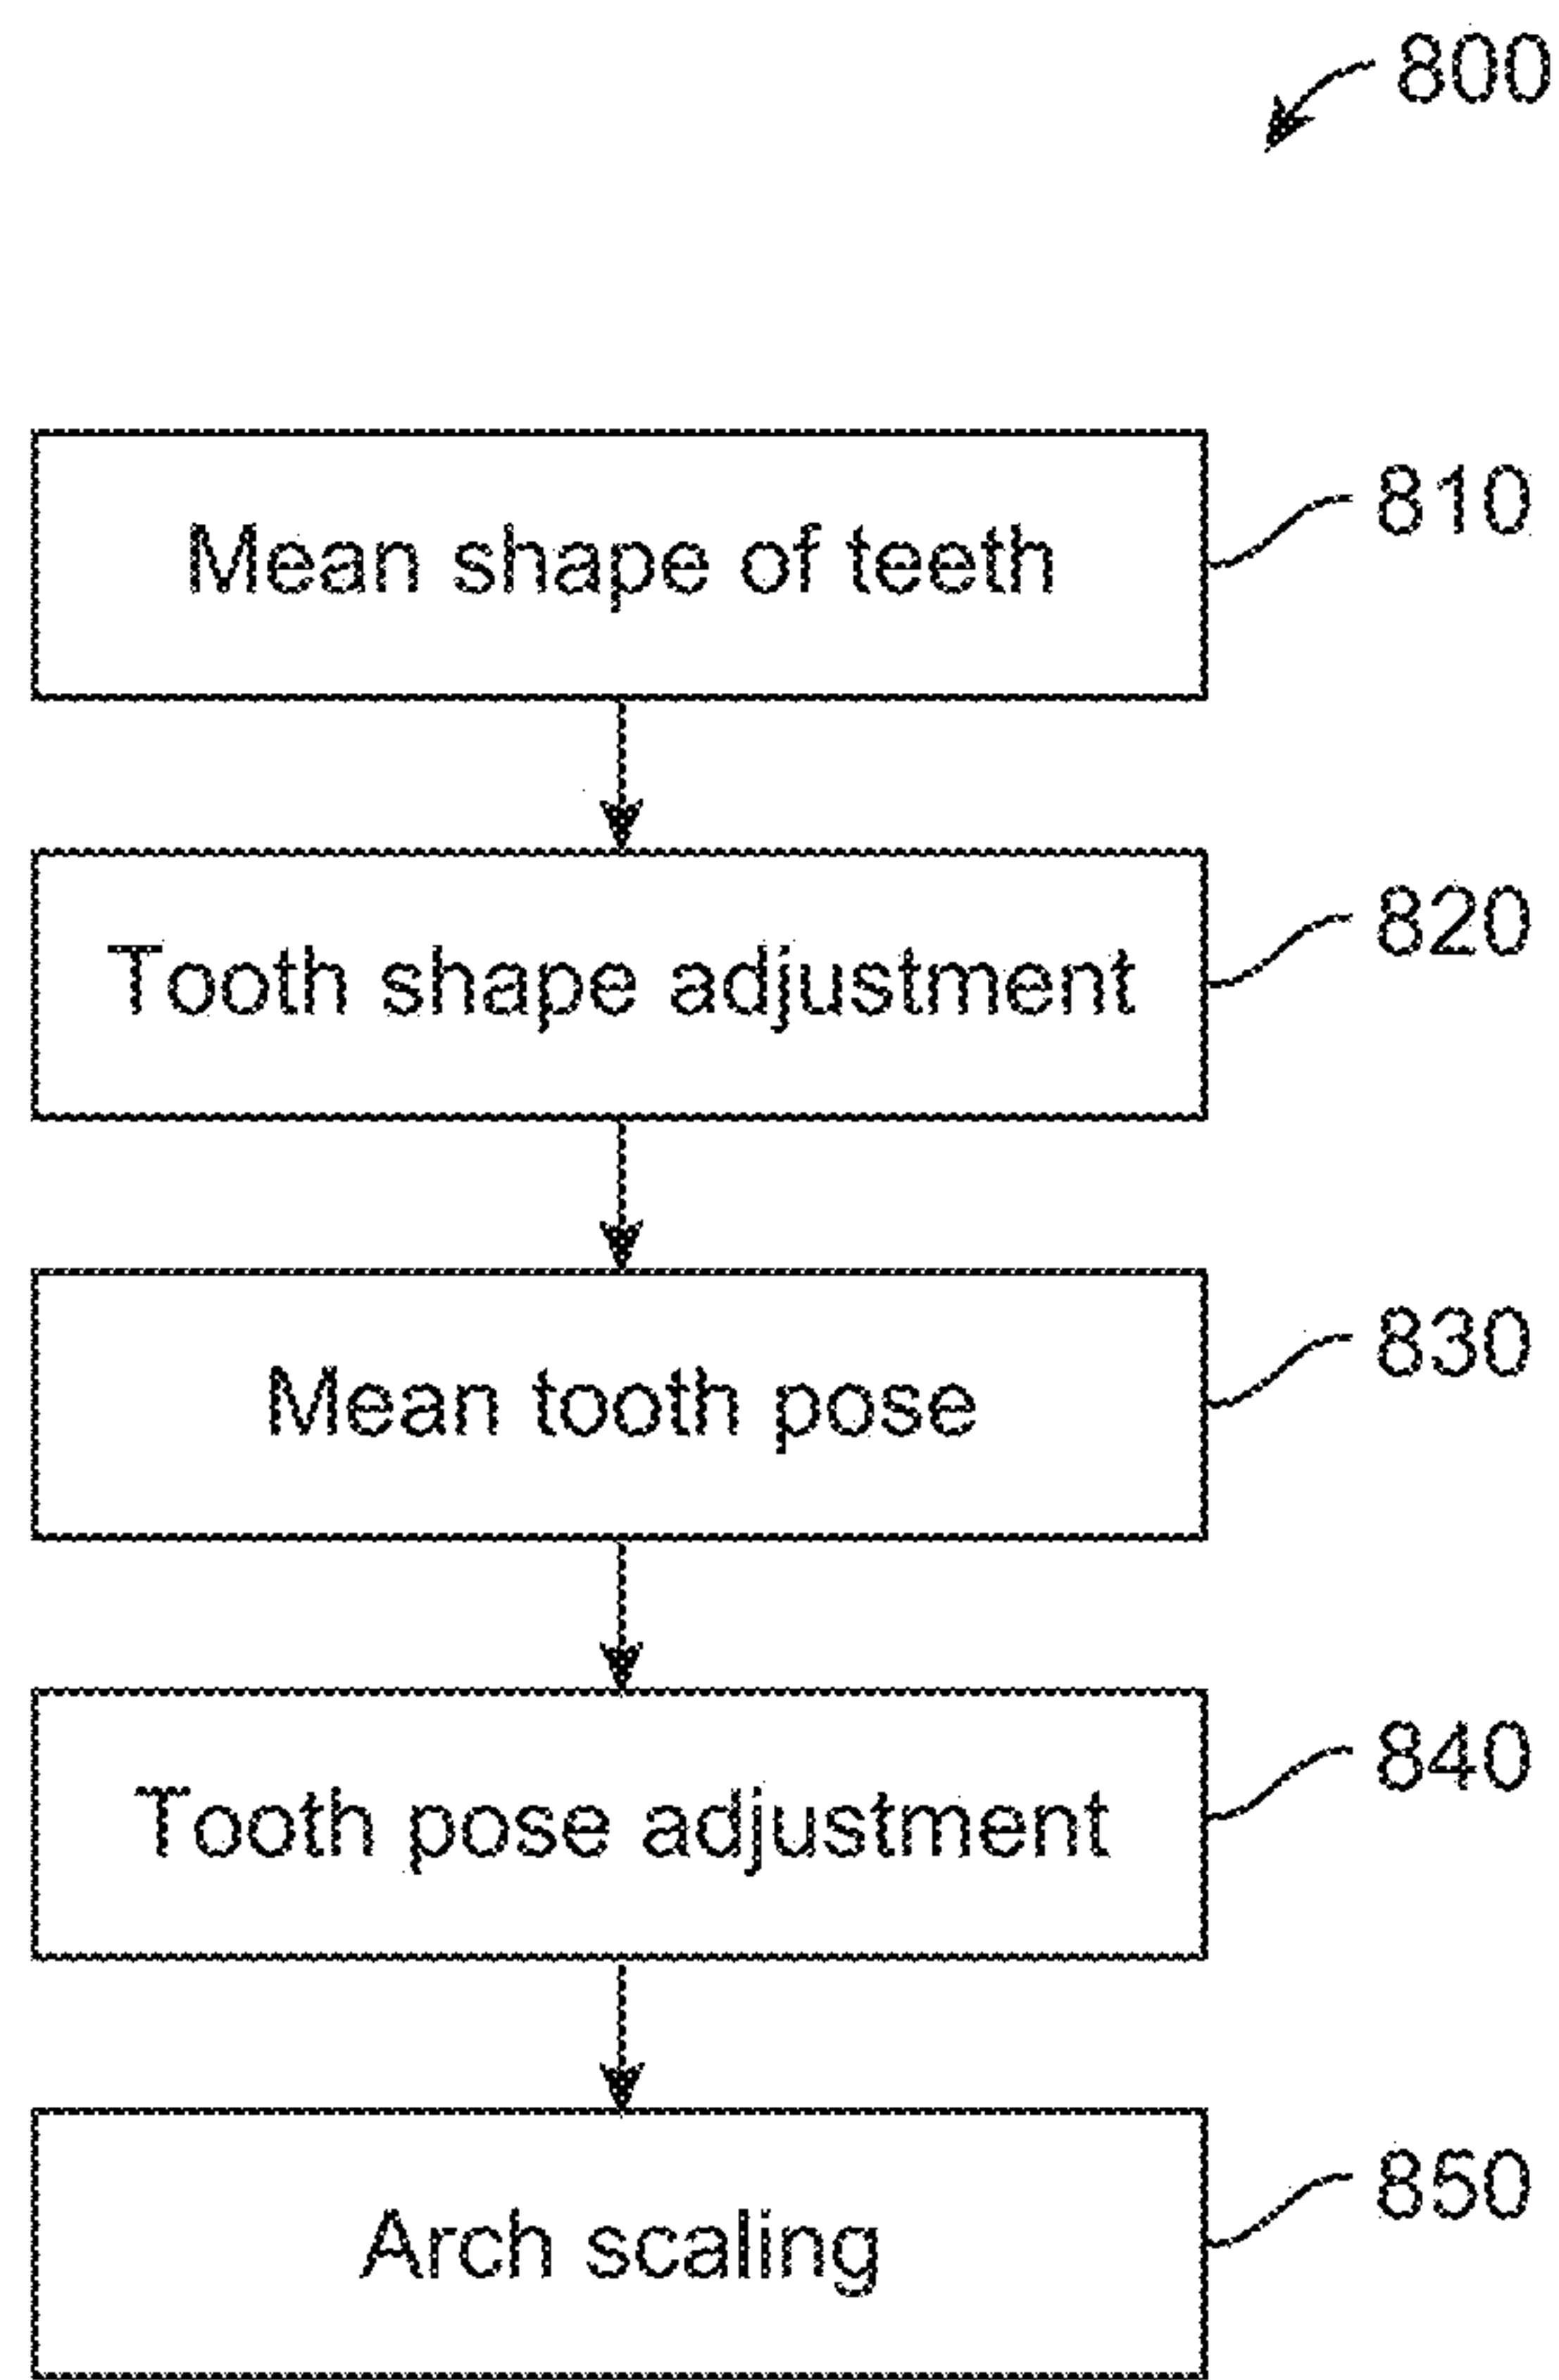 800
Mean shape of teeth 810
Tooth shape adjustment 820
Mean tooth pose 830
Tooth pose adjustment 840
Arch scaling 850